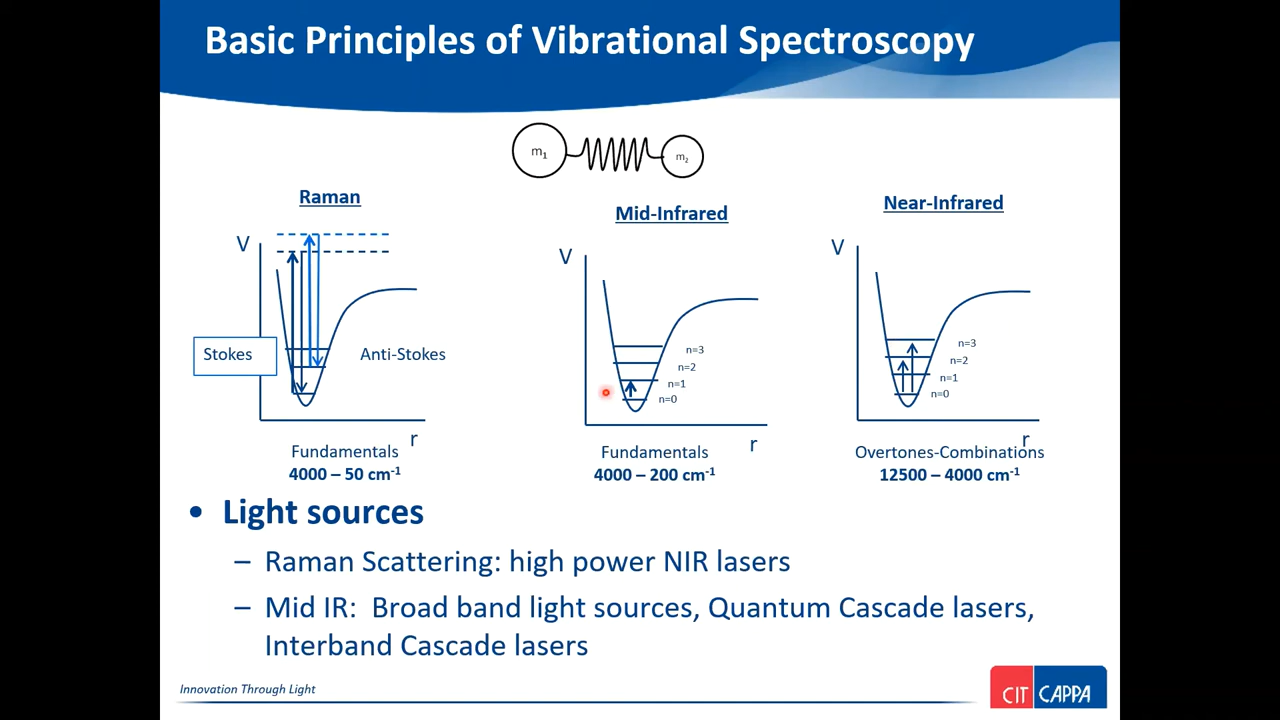 Basic Principles of Vibrational Spectroscopy
m1
m2
Raman
Mid-Infrared
Near-Infrared
V
V
V
Stokes
Anti-Stokes
n=3
n=2
n=1
n=0
n=3
n=2
n=1
n=0
r
r
r
Fundamentals
4000 – 50 cm-1
Fundamentals
4000 – 200 cm-1
Overtones-Combinations
12500 – 4000 cm-1
• Light sources
– Raman Scattering: high power NIR lasers
– Mid IR: Broad band light sources, Quantum Cascade lasers,
Interband Cascade lasers
Innovation Through Light
CIT CAPPA